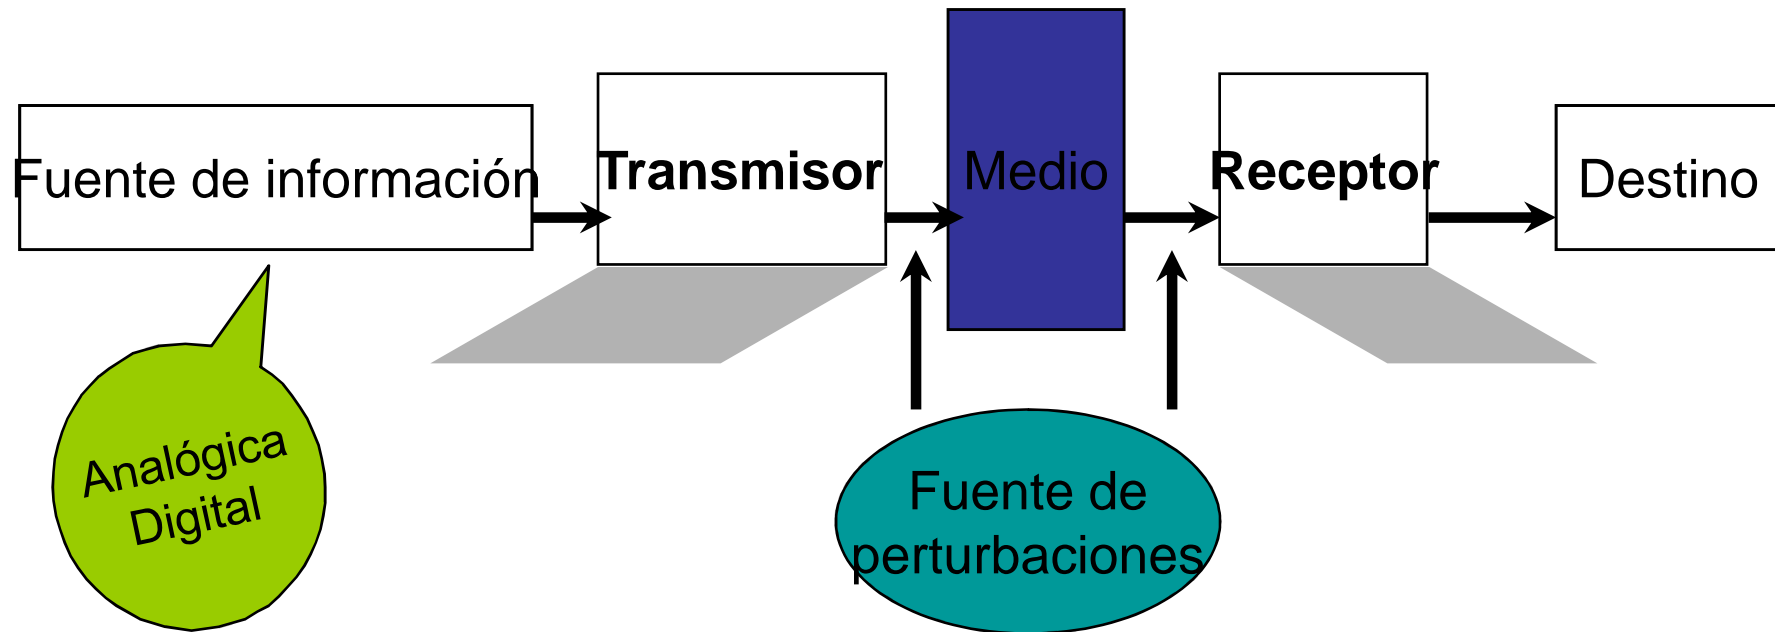 Fuente de información
Transmisor
Medio
Receptor
Destino
Analógica
Digital
Fuente de
perturbaciones